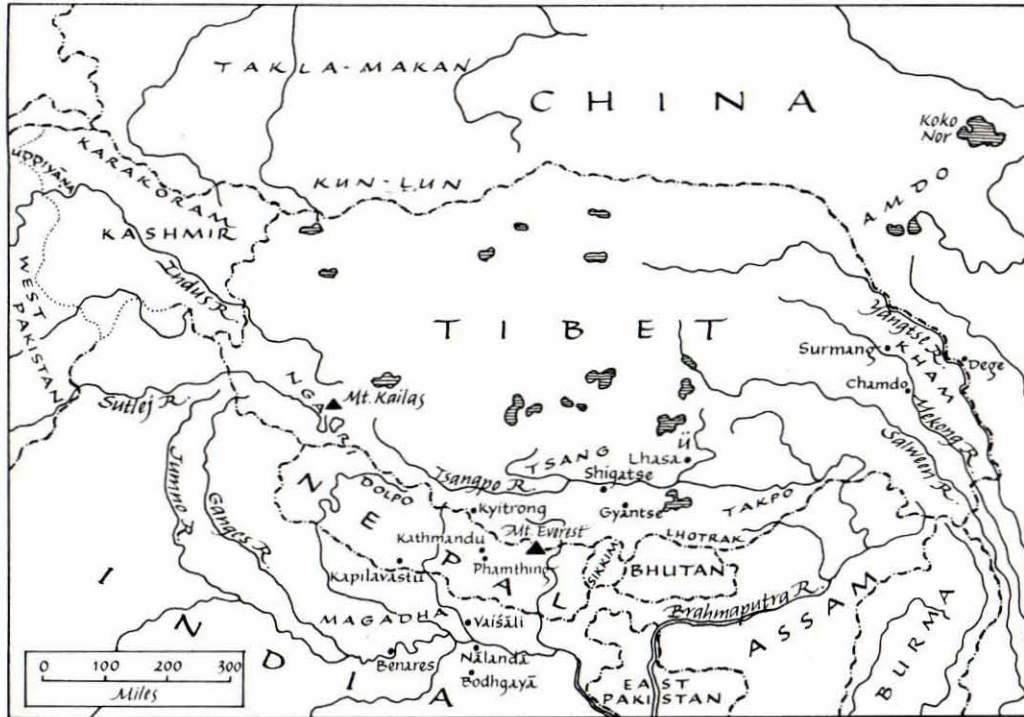 TAKLA-MAKAN
CHINA
Koko
Nor
UDDIYĀNA
KARAKORAM
KUN-LUN
AMDO
KASHMIR
Indus R.
WEST
PAKISTAN
TIBET
Yangtse R.
Surmang
KHAM
Dege
Chamdo
Mekong R.
Sutlej R.
NGARI
Mt. Kailas
Salween R.
Ü
TSANG
Lhasa
Shigatse
Jumno R.
Ganges R.
NEPAL
DOLPO
Tsangpo R.
Kyitrong
Gyantse
TAKPO
Kathmandu
Mt. Everest
LHOTRAK
Phamthing
SIKKIM
BHUTAN
Kapilavastu
Brahmaputra R.
ASSAM
INDIA
MAGADHA
Vaiśālī
BURMA
Benares
Nālandā
Bodhgayā
EAST
PAKISTAN
0 100 200 300
Miles